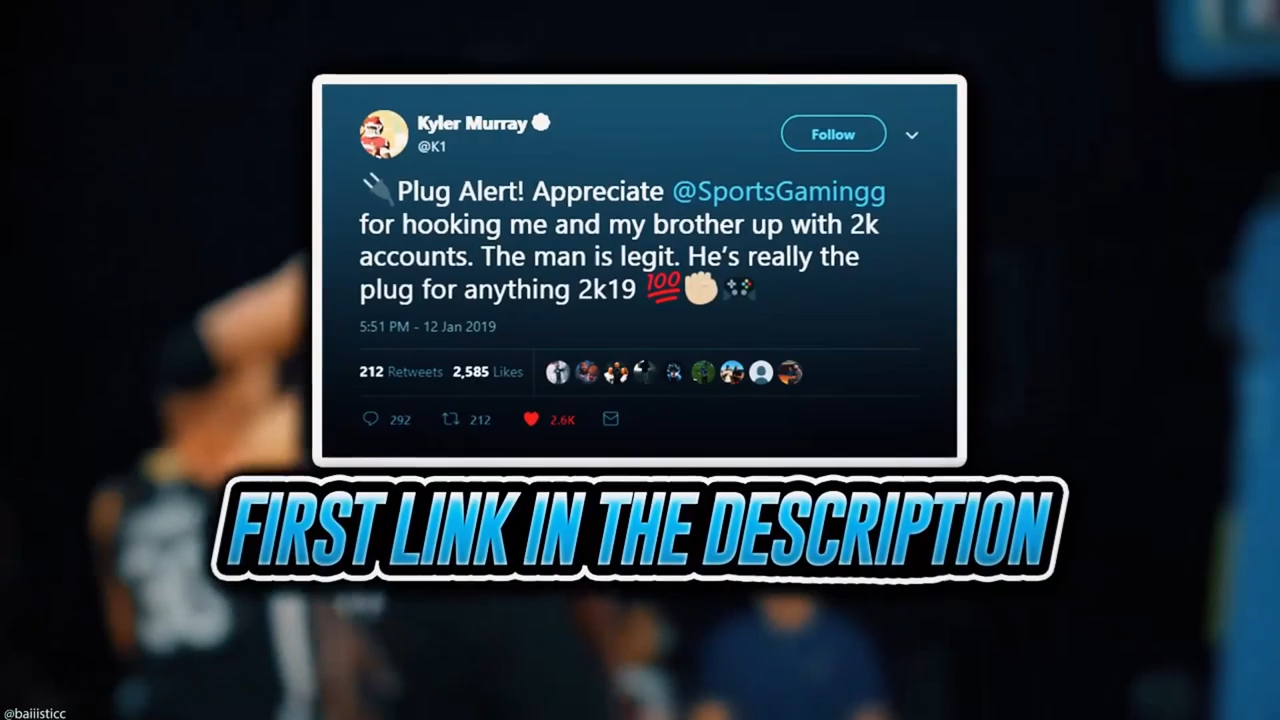 Kyler Murray
@K1
Follow
Plug Alert! Appreciate @SportsGamingg
for hooking me and my brother up with 2k
accounts. The man is legit. He's really the
plug for anything 2k19 💯✊🏼🎮
5:51 PM - 12 Jan 2019
212 Retweets 2,585 Likes
292 212 2.6K
FIRST LINK IN THE DESCRIPTION
@baiiisticc